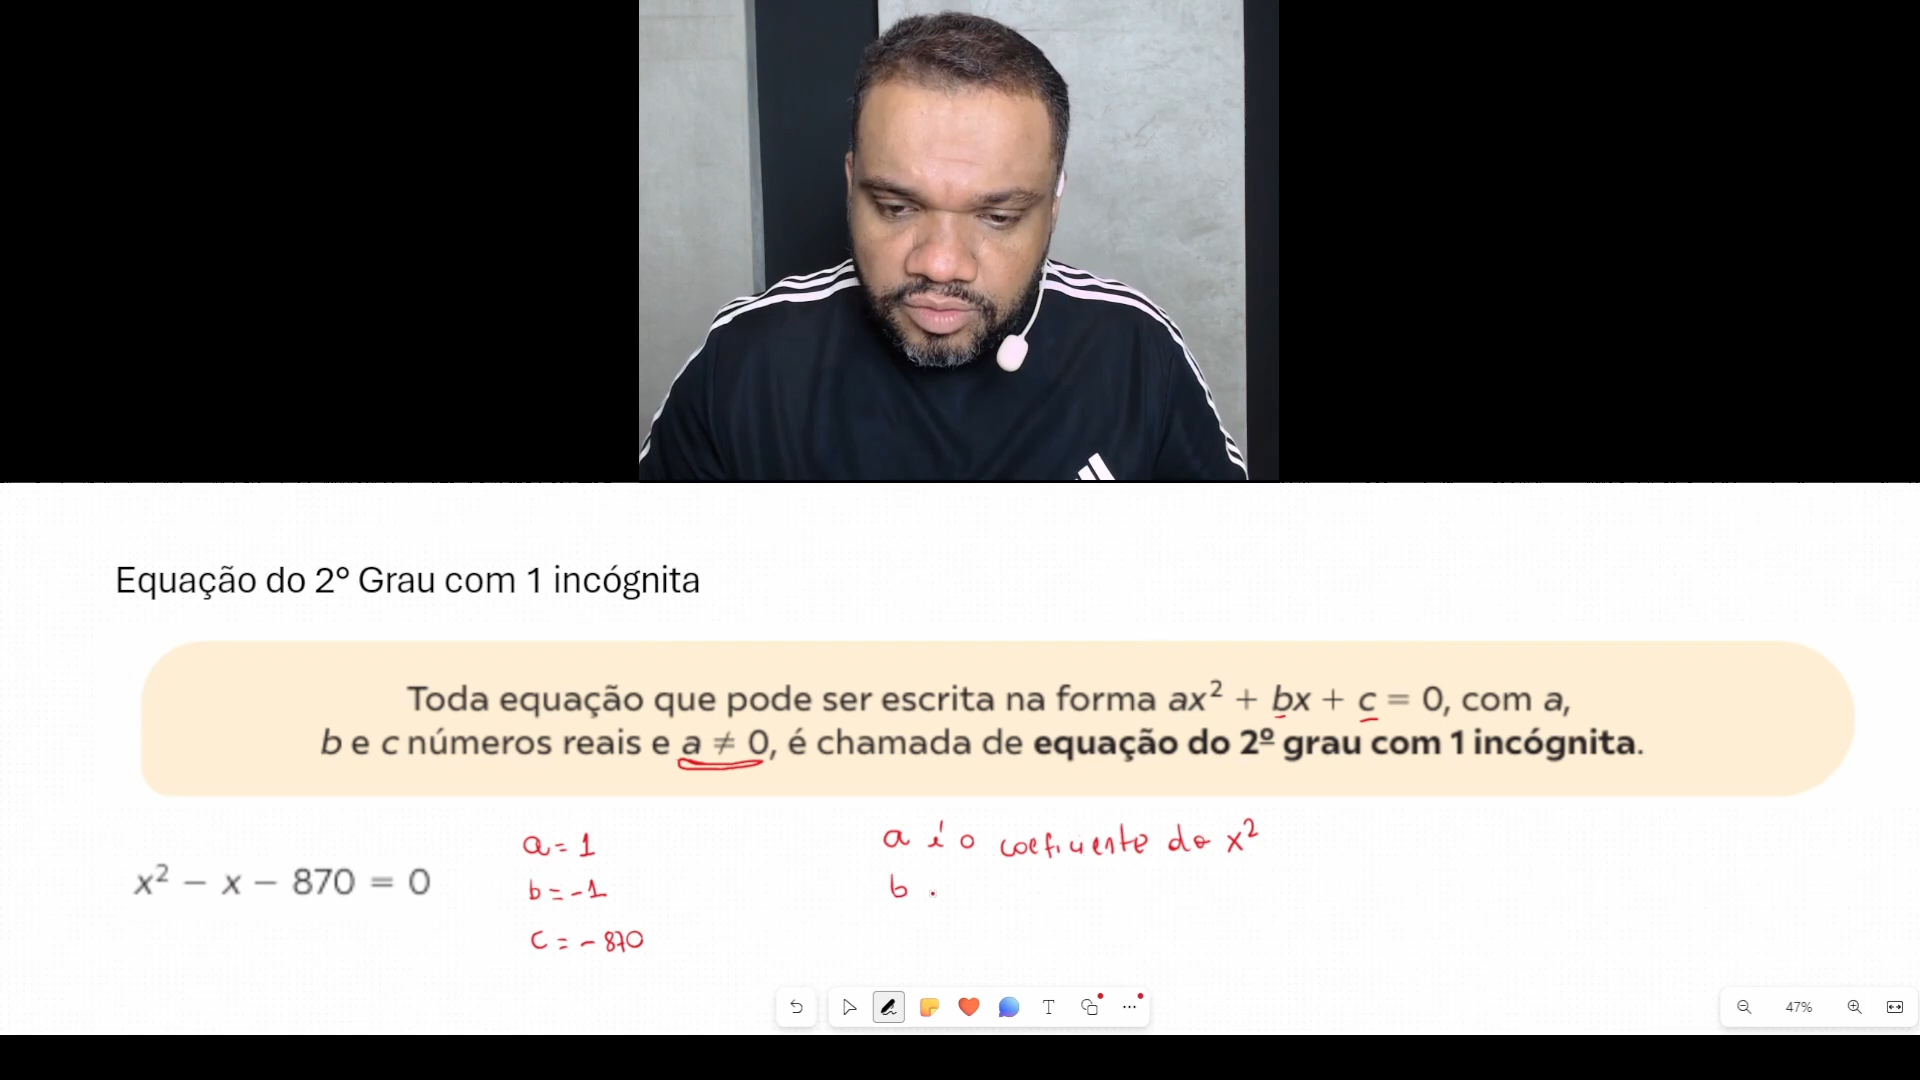 Equação do 2° Grau com 1 incógnita
Toda equação que pode ser escrita na forma ax² + bx + c = 0, com a,
b e c números reais e a ≠ 0, é chamada de equação do 2º grau com 1 incógnita.
x² − x − 870 = 0
a = 1
b = -1
c = - 870
a é o coeficiente do x²
b
47%